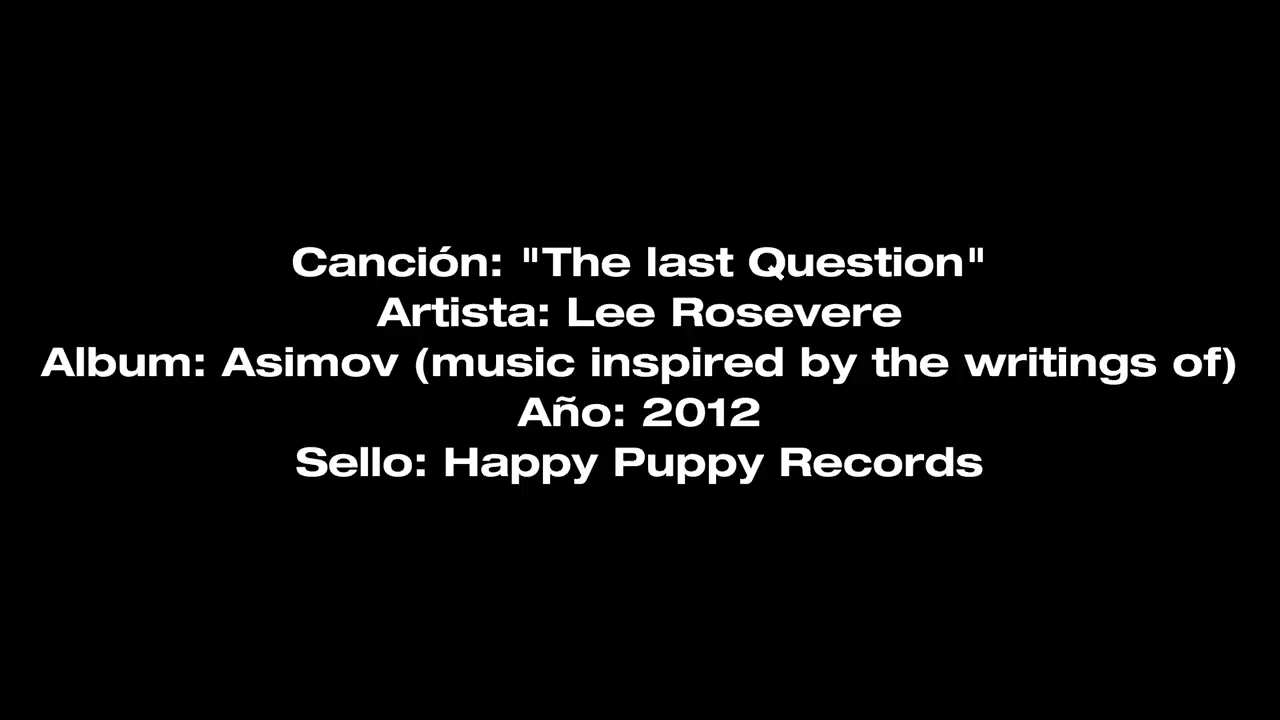 Canción: "The last Question"
Artista: Lee Rosevere
Album: Asimov (music inspired by the writings of)
Año: 2012
Sello: Happy Puppy Records